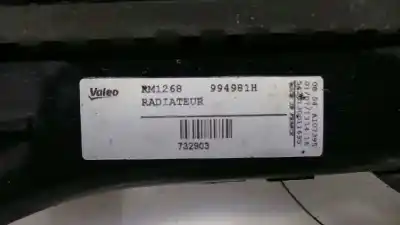 Valeo
RM1268 994981H
RADIATEUR
732903